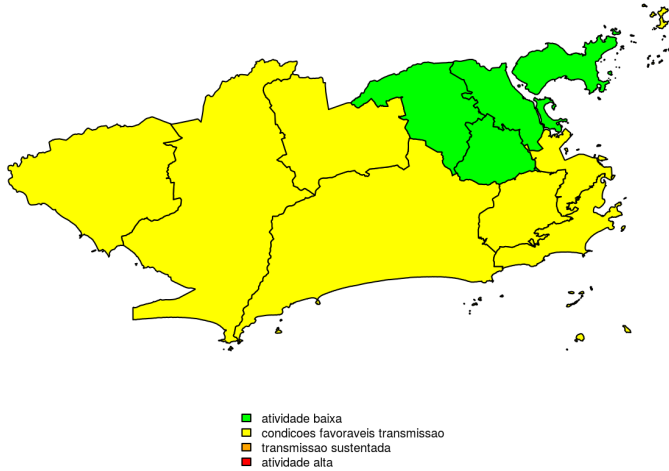 atividade baixa
condicoes favoraveis transmissao
transmissao sustentada
atividade alta